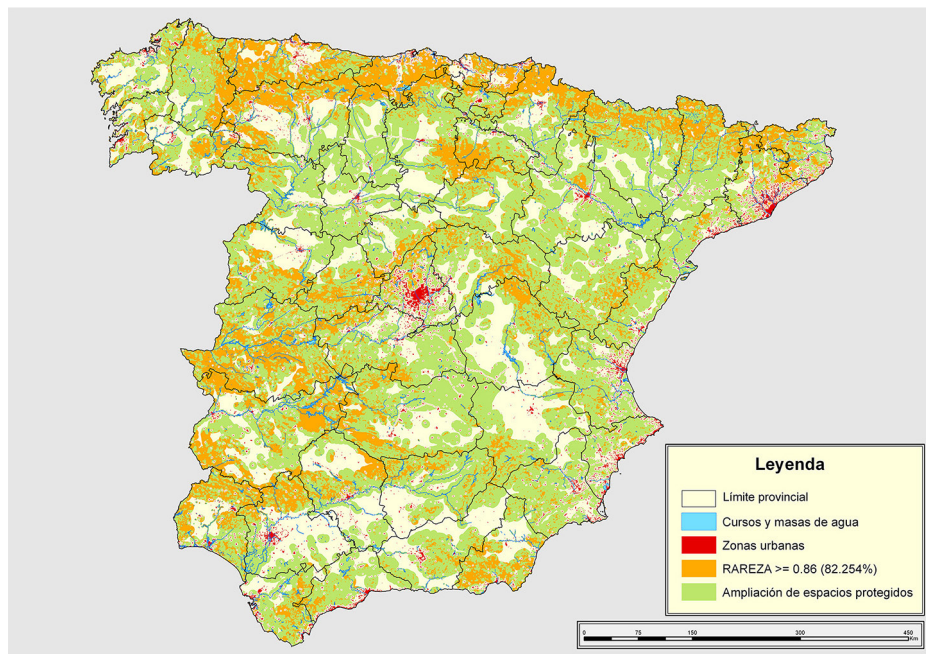 Leyenda
Límite provincial
Cursos y masas de agua
Zonas urbanas
RAREZA >= 0.86 (82.254%)
Ampliación de espacios protegidos
0 75 150 300 450
Km